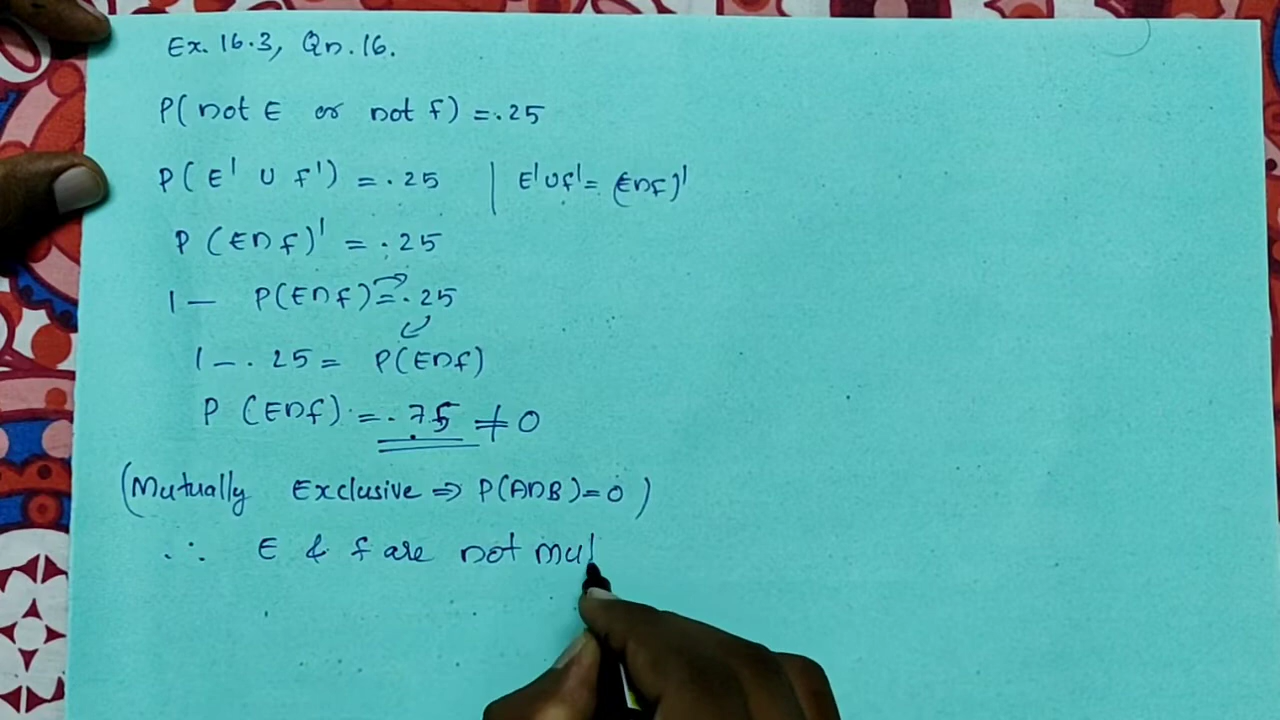 Ex. 16.3, Qn. 16.
P( not E or not f) = .25
P( E' ∪ f') = .25 | E'∪f' = (E∩F)'
P (E∩f)' = .25
1 – P(E∩f) = .25
1 – .25 = P(E∩f)
P (E∩f) = .75 ≠ 0
(Mutually Exclusive ⇒ P(A∩B)=0 )
∴ E & f are not mu